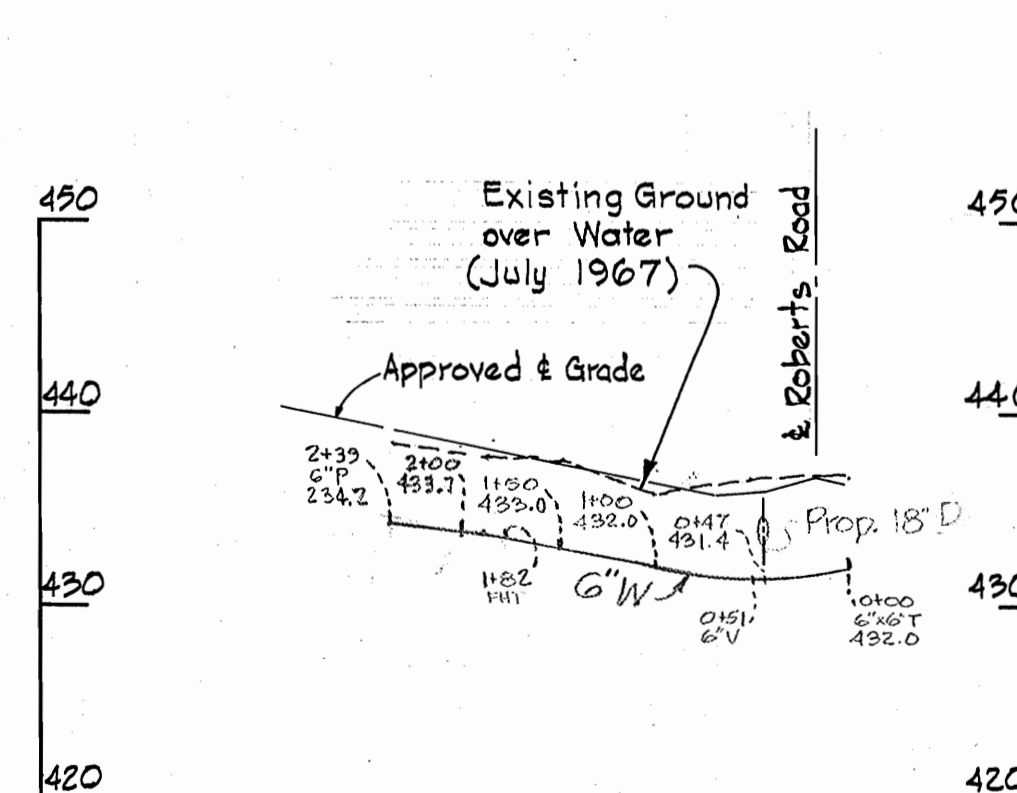 450
450
Existing Ground
over Water
(July 1967)
℄ Roberts Road
Approved ℄ Grade
440
440
2+39
6"P
234.2
2+00
433.7
1+50
433.0
1+00
432.0
0+47
431.4
Prop. 18" D
1+82
FHT
6"W
430
430
0+51
6"V
0+00
6"x6"T
432.0
420
420